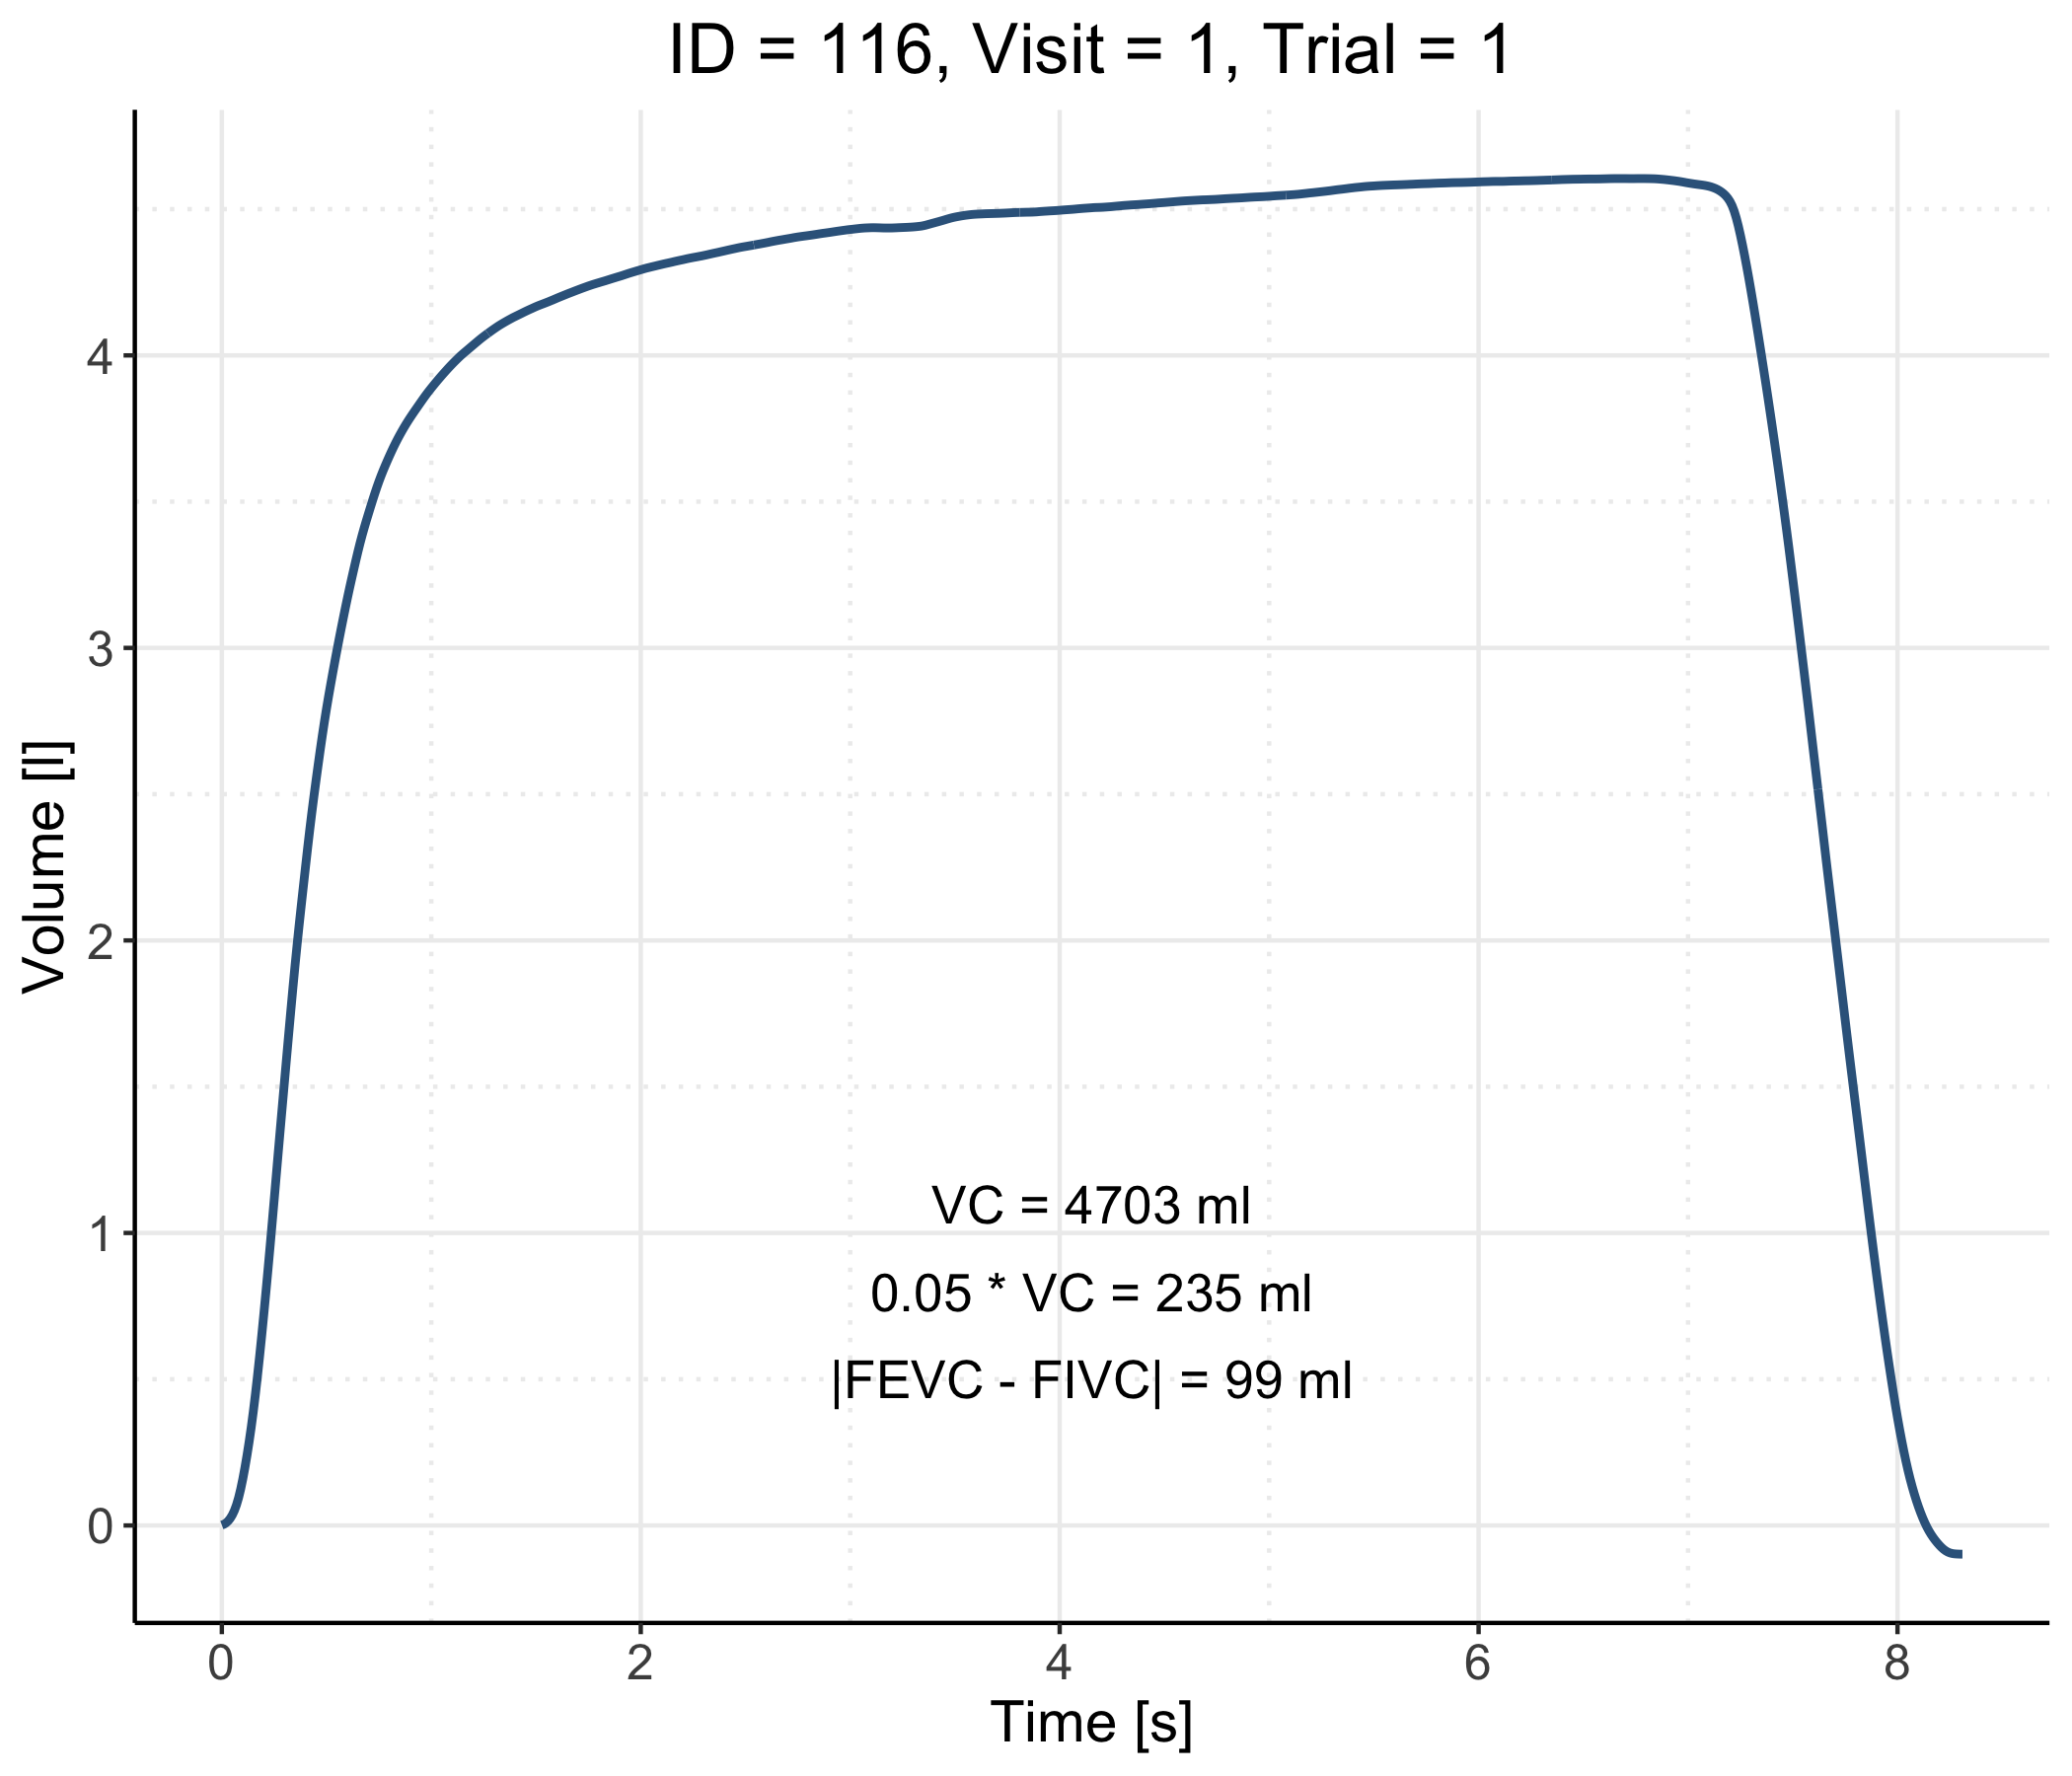 ID = 116, Visit = 1, Trial = 1
Volume [l]
4
3
2
1
0
VC = 4703 ml
0.05 * VC = 235 ml
|FEVC - FIVC| = 99 ml
0 2 4 6 8
Time [s]